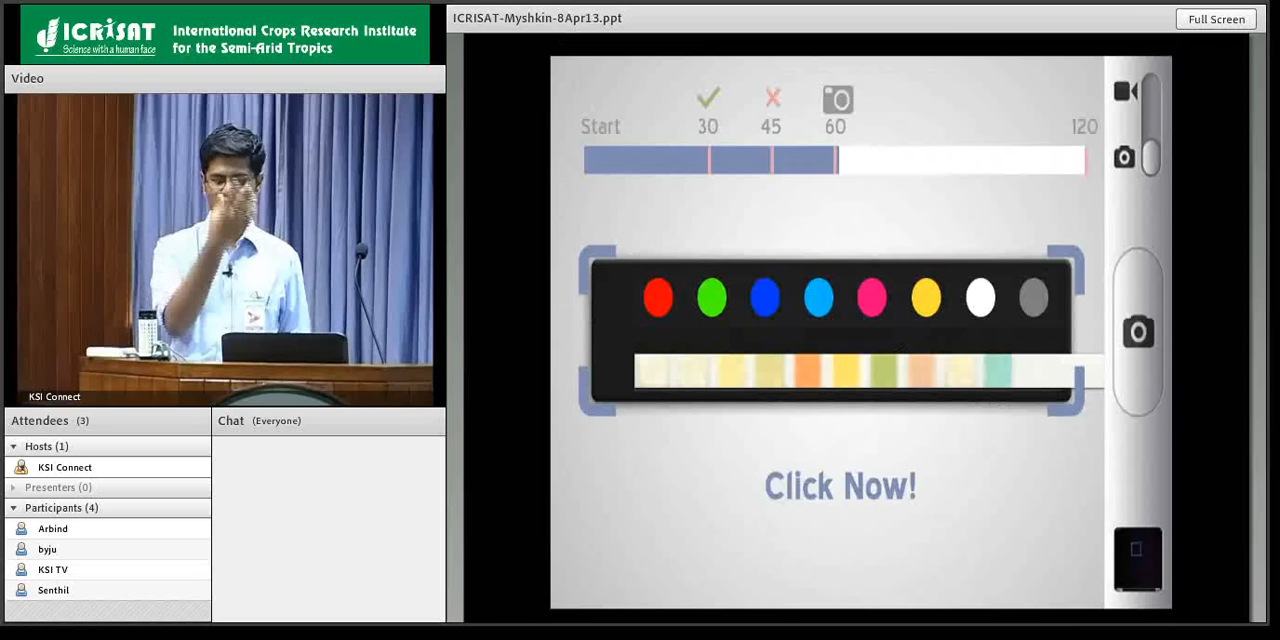 ICRISAT
Science with a human face
International Crops Research Institute
for the Semi-Arid Tropics
Video
KSI Connect
Attendees (3)
Hosts (1)
KSI Connect
Presenters (0)
Participants (4)
Arbind
byju
KSI TV
Senthil
Chat (Everyone)
ICRISAT-Myshkin-8Apr13.ppt
Full Screen
Start 30 45 60 120
Click Now!